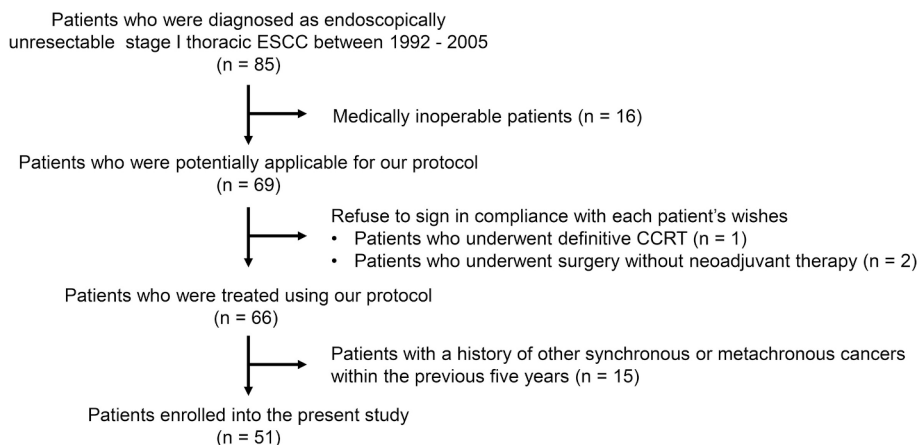 Patients who were diagnosed as endoscopically
unresectable stage I thoracic ESCC between 1992 - 2005
(n = 85)
Medically inoperable patients (n = 16)
Patients who were potentially applicable for our protocol
(n = 69)
Refuse to sign in compliance with each patient's wishes
• Patients who underwent definitive CCRT (n = 1)
• Patients who underwent surgery without neoadjuvant therapy (n = 2)
Patients who were treated using our protocol
(n = 66)
Patients with a history of other synchronous or metachronous cancers
within the previous five years (n = 15)
Patients enrolled into the present study
(n = 51)